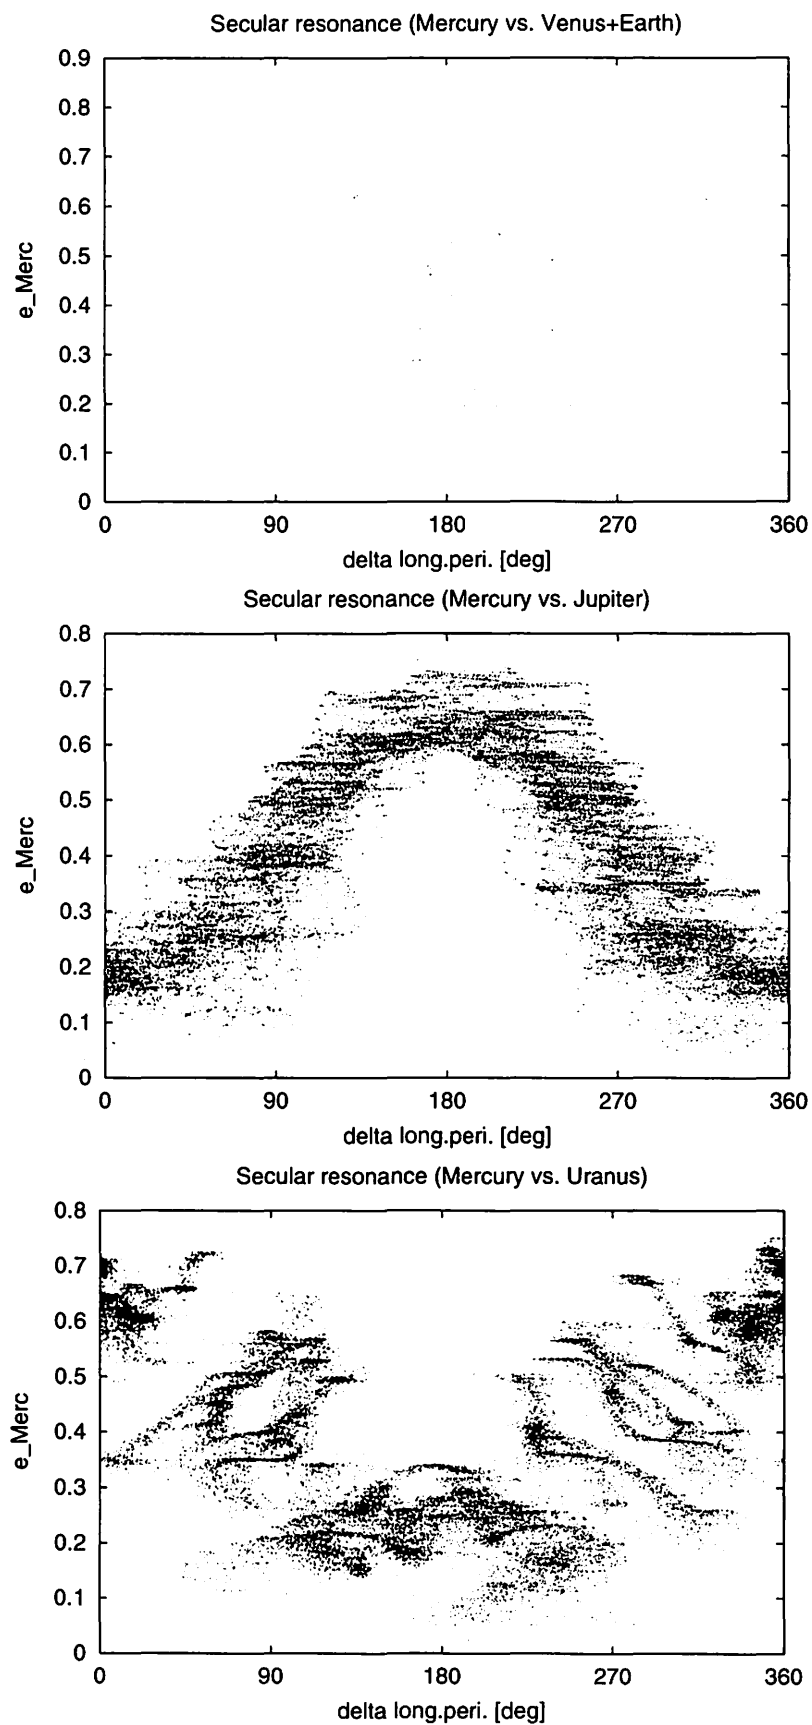 Secular resonance (Mercury vs. Venus+Earth)
0.9
0.8
0.7
0.6
0.5
0.4
0.3
0.2
0.1
0
e_Merc
0 90 180 270 360
delta long.peri. [deg]
Secular resonance (Mercury vs. Jupiter)
0.8
0.7
0.6
0.5
0.4
0.3
0.2
0.1
0
e_Merc
0 90 180 270 360
delta long.peri. [deg]
Secular resonance (Mercury vs. Uranus)
0.8
0.7
0.6
0.5
0.4
0.3
0.2
0.1
0
e_Merc
0 90 180 270 360
delta long.peri. [deg]